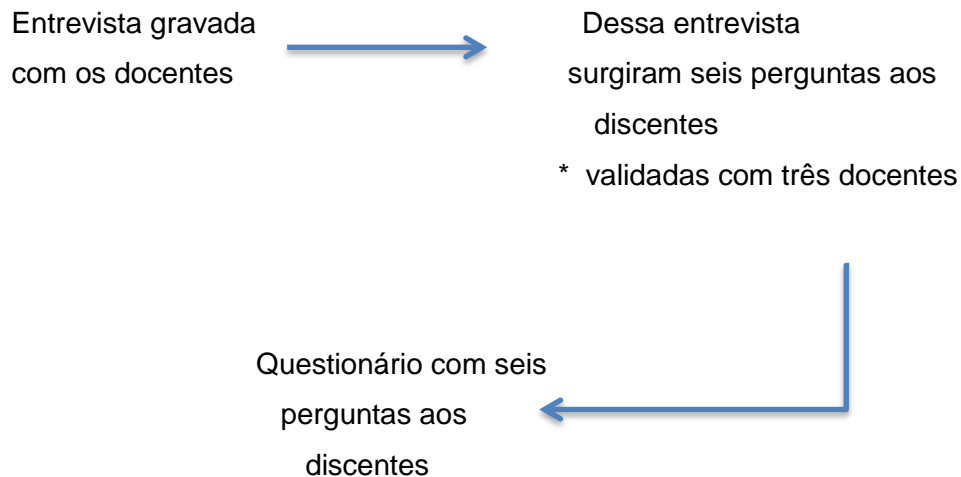 Entrevista gravada
com os docentes
Dessa entrevista
surgiram seis perguntas aos
discentes
* validadas com três docentes
Questionário com seis
perguntas aos
discentes